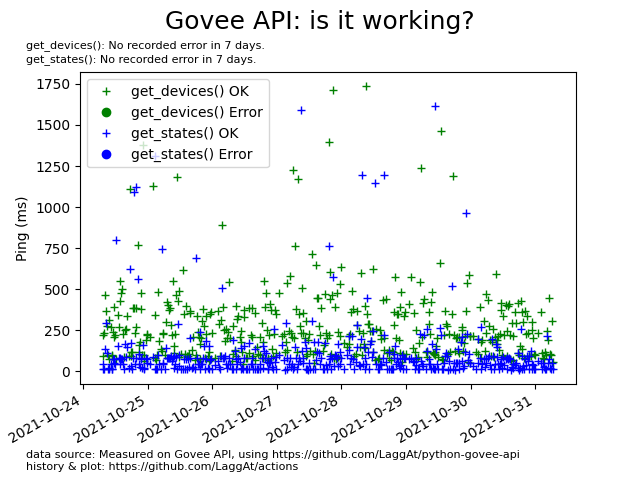 Govee API: is it working?
get_devices(): No recorded error in 7 days.
get_states(): No recorded error in 7 days.
get_devices() OK
get_devices() Error
get_states() OK
get_states() Error
Ping (ms)
1750
1500
1250
1000
750
500
250
0
2021-10-24
2021-10-25
2021-10-26
2021-10-27
2021-10-28
2021-10-29
2021-10-30
2021-10-31
data source: Measured on Govee API, using https://github.com/LaggAt/python-govee-api
history & plot: https://github.com/LaggAt/actions